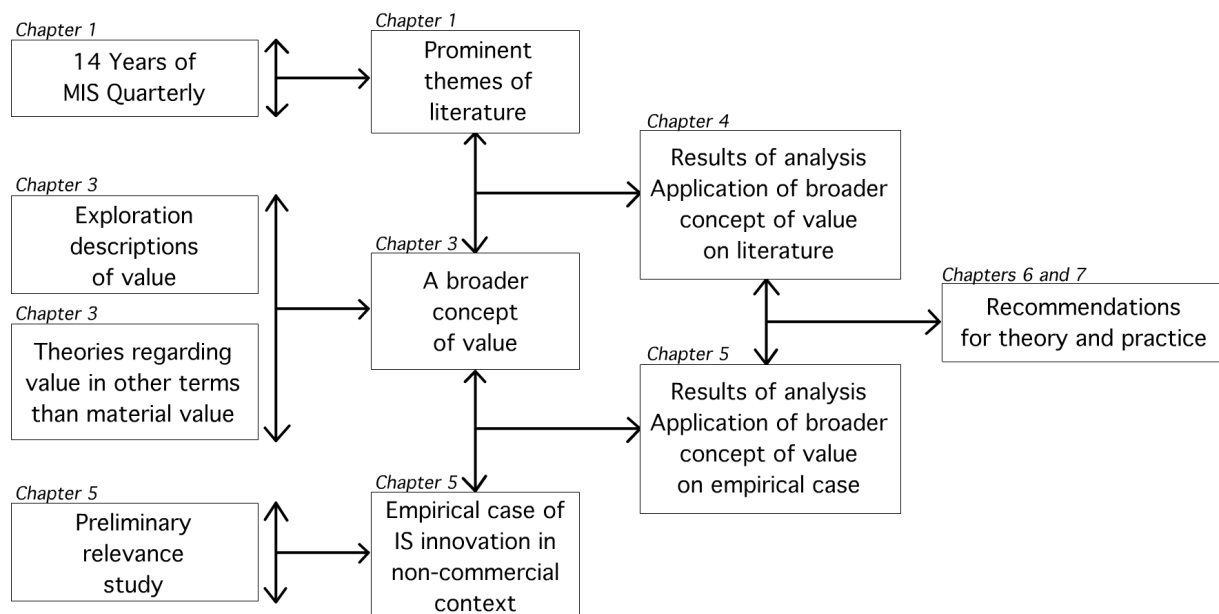 Chapter 1
14 Years of
MIS Quarterly
Chapter 1
Prominent
themes of
literature
Chapter 3
Exploration
descriptions
of value
Chapter 3
Theories regarding
value in other terms
than material value
Chapter 3
A broader
concept
of value
Chapter 5
Preliminary
relevance
study
Chapter 5
Empirical case of
IS innovation in
non-commercial
context
Chapter 4
Results of analysis
Application of broader
concept of value
on literature
Chapter 5
Results of analysis
Application of broader
concept of value
on empirical case
Chapters 6 and 7
Recommendations
for theory and practice